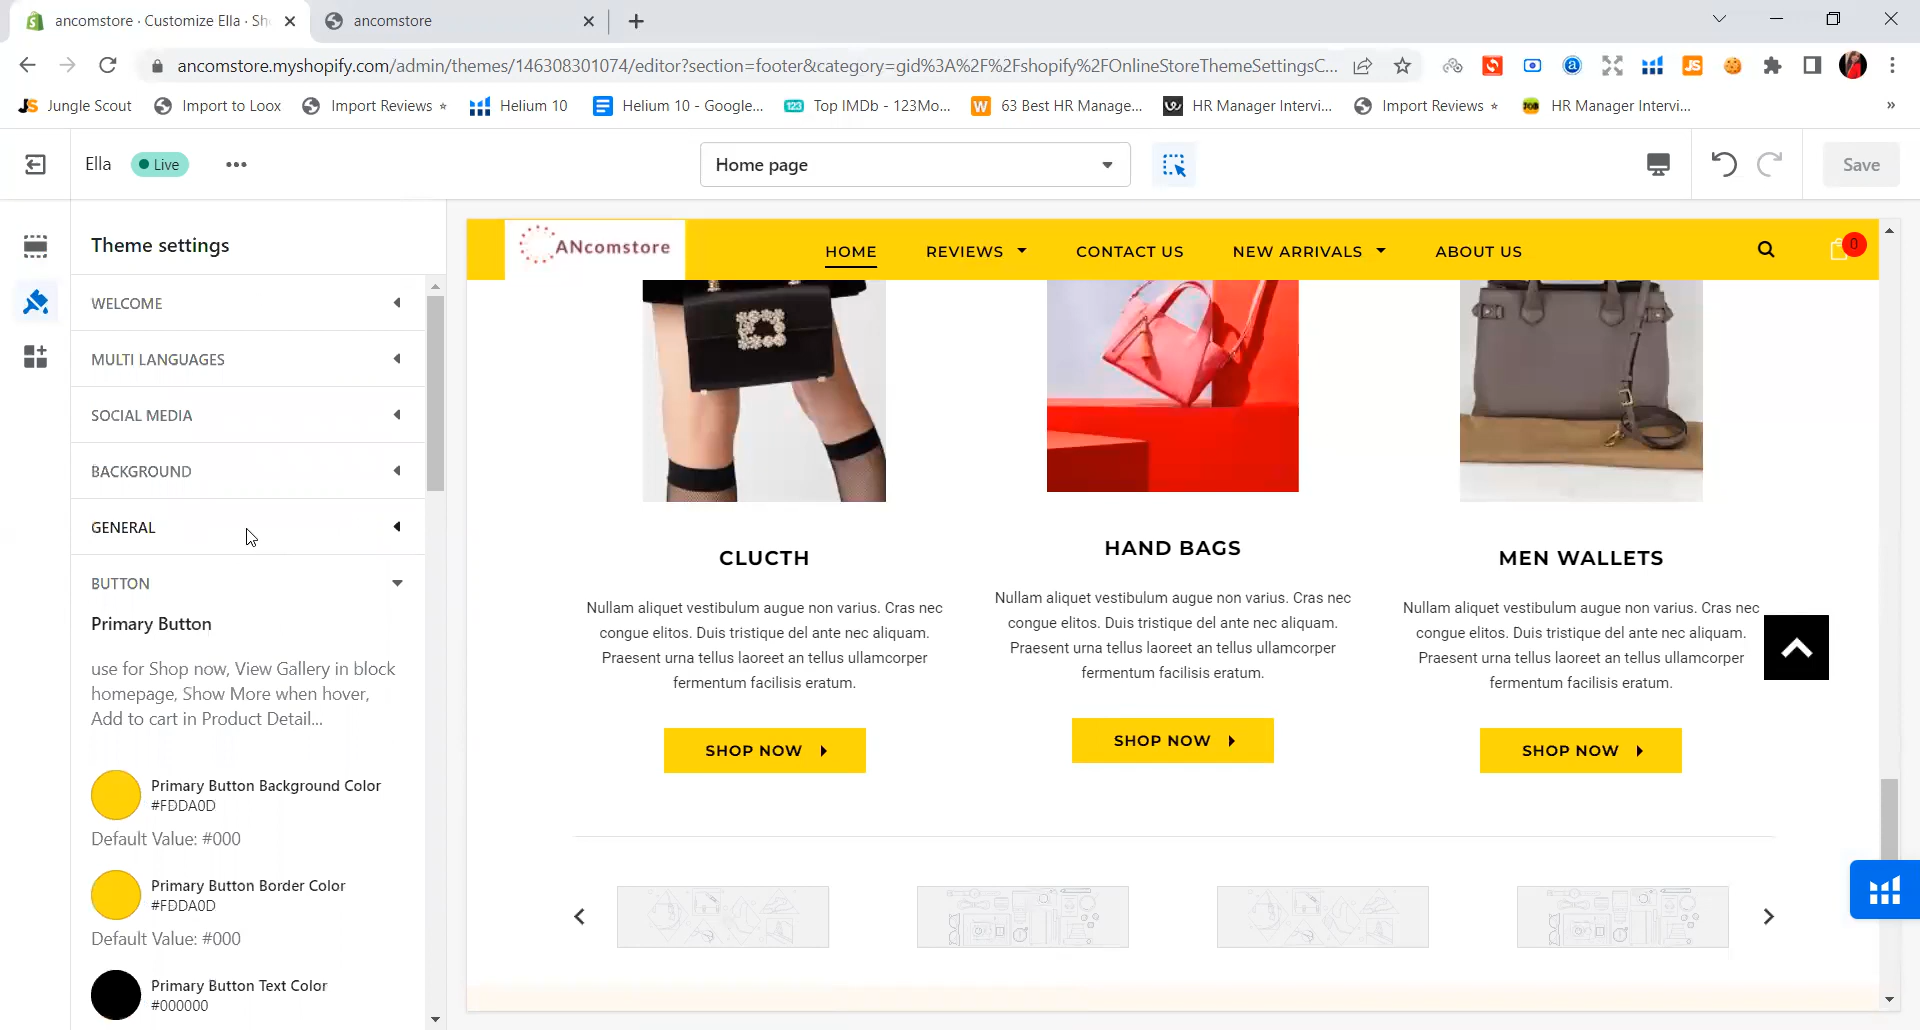 ancomstore · Customize Ella · Sh
ancomstore
ancomstore.myshopify.com/admin/themes/146308301074/editor?section=footer&category=gid%3A%2F%2Fshopify%2FOnlineStoreThemeSettingsC...
Jungle Scout
Import to Loox
Import Reviews
Helium 10
Helium 10 - Google...
Top IMDb - 123Mo...
63 Best HR Manage...
HR Manager Intervi...
Import Reviews
HR Manager Intervi...
Ella
Live
Home page
Save
Theme settings
WELCOME
MULTI LANGUAGES
SOCIAL MEDIA
BACKGROUND
GENERAL
BUTTON
Primary Button
use for Shop now, View Gallery in block
homepage, Show More when hover,
Add to cart in Product Detail...
Primary Button Background Color
#FDDA0D
Default Value: #000
Primary Button Border Color
#FDDA0D
Default Value: #000
Primary Button Text Color
#000000
ANcomstore
HOME
REVIEWS
CONTACT US
NEW ARRIVALS
ABOUT US
0
CLUCTH
Nullam aliquet vestibulum augue non varius. Cras nec
congue elitos. Duis tristique del ante nec aliquam.
Praesent urna tellus laoreet an tellus ullamcorper
fermentum facilisis eratum.
SHOP NOW
HAND BAGS
Nullam aliquet vestibulum augue non varius. Cras nec
congue elitos. Duis tristique del ante nec aliquam.
Praesent urna tellus laoreet an tellus ullamcorper
fermentum facilisis eratum.
SHOP NOW
MEN WALLETS
Nullam aliquet vestibulum augue non varius. Cras nec
congue elitos. Duis tristique del ante nec aliquam.
Praesent urna tellus laoreet an tellus ullamcorper
fermentum facilisis eratum.
SHOP NOW